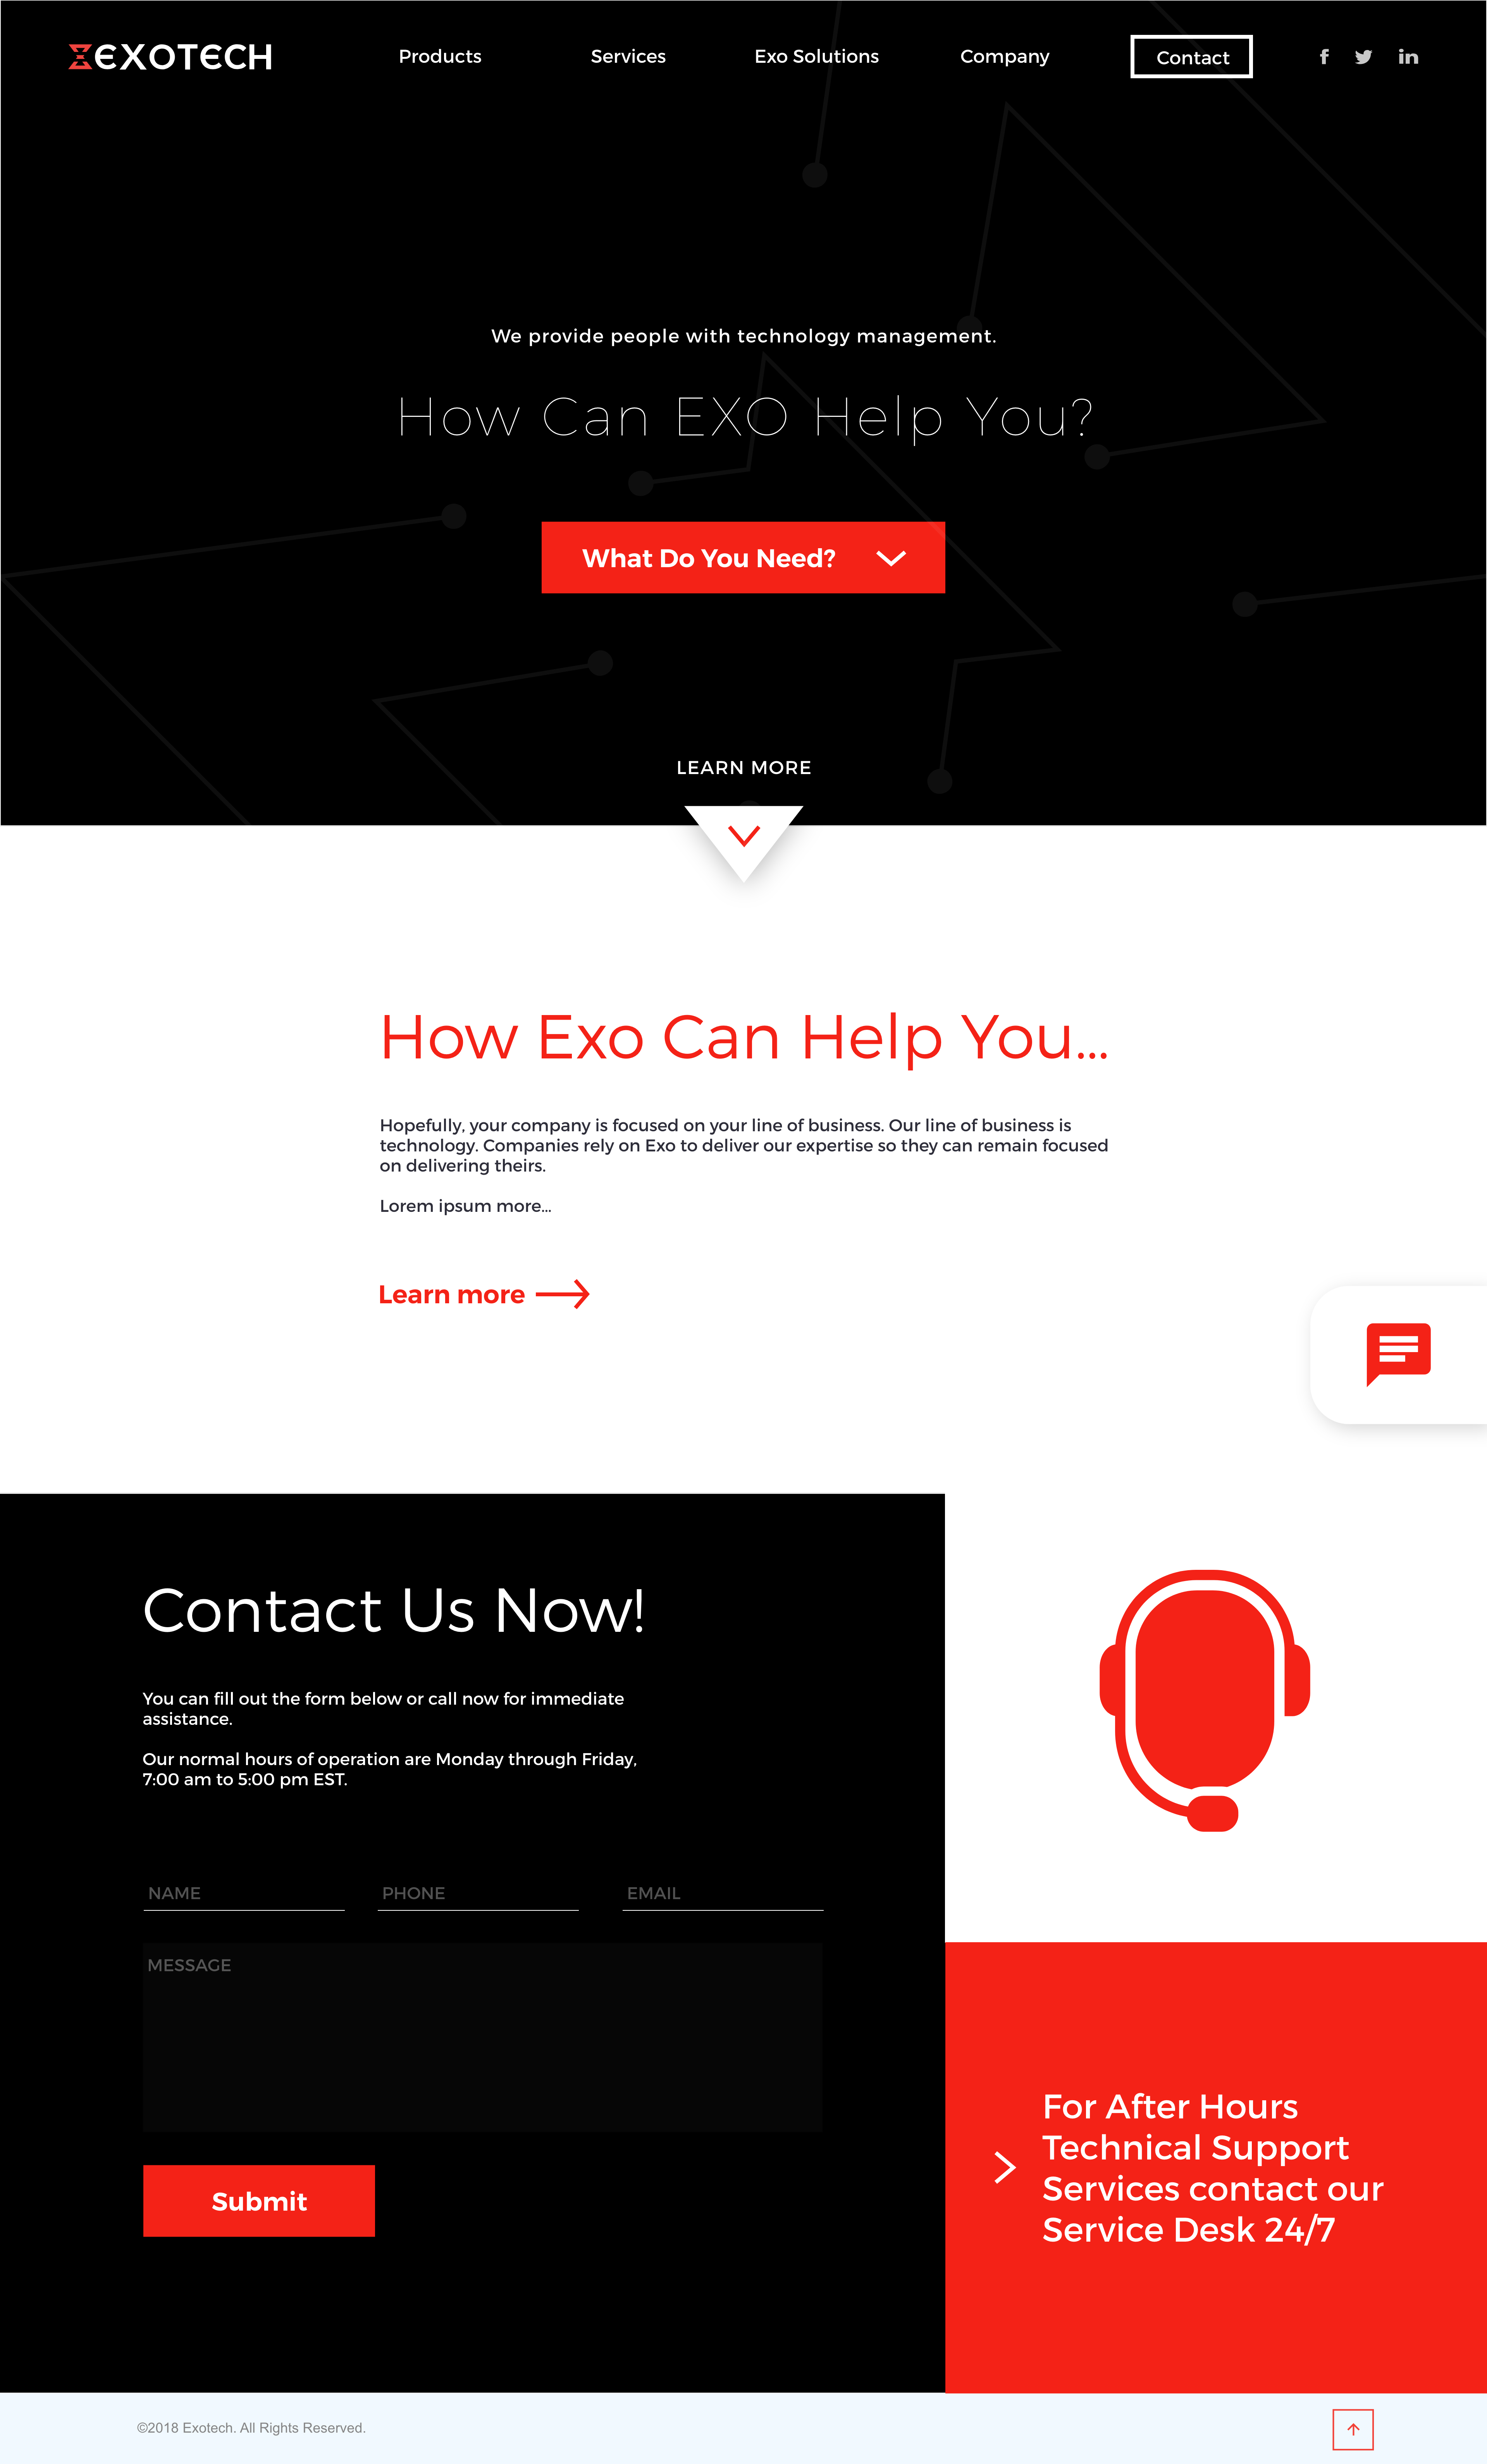 EXOTECH
Products
Services
Exo Solutions
Company
Contact
We provide people with technology management.
How Can EXO Help You?
What Do You Need?
LEARN MORE
How Exo Can Help You...
Hopefully, your company is focused on your line of business. Our line of business is
technology. Companies rely on Exo to deliver our expertise so they can remain focused
on delivering theirs.
Lorem ipsum more...
Learn more
Contact Us Now!
You can fill out the form below or call now for immediate
assistance.
Our normal hours of operation are Monday through Friday,
7:00 am to 5:00 pm EST.
NAME
PHONE
EMAIL
MESSAGE
Submit
For After Hours
Technical Support
Services contact our
Service Desk 24/7
©2018 Exotech. All Rights Reserved.